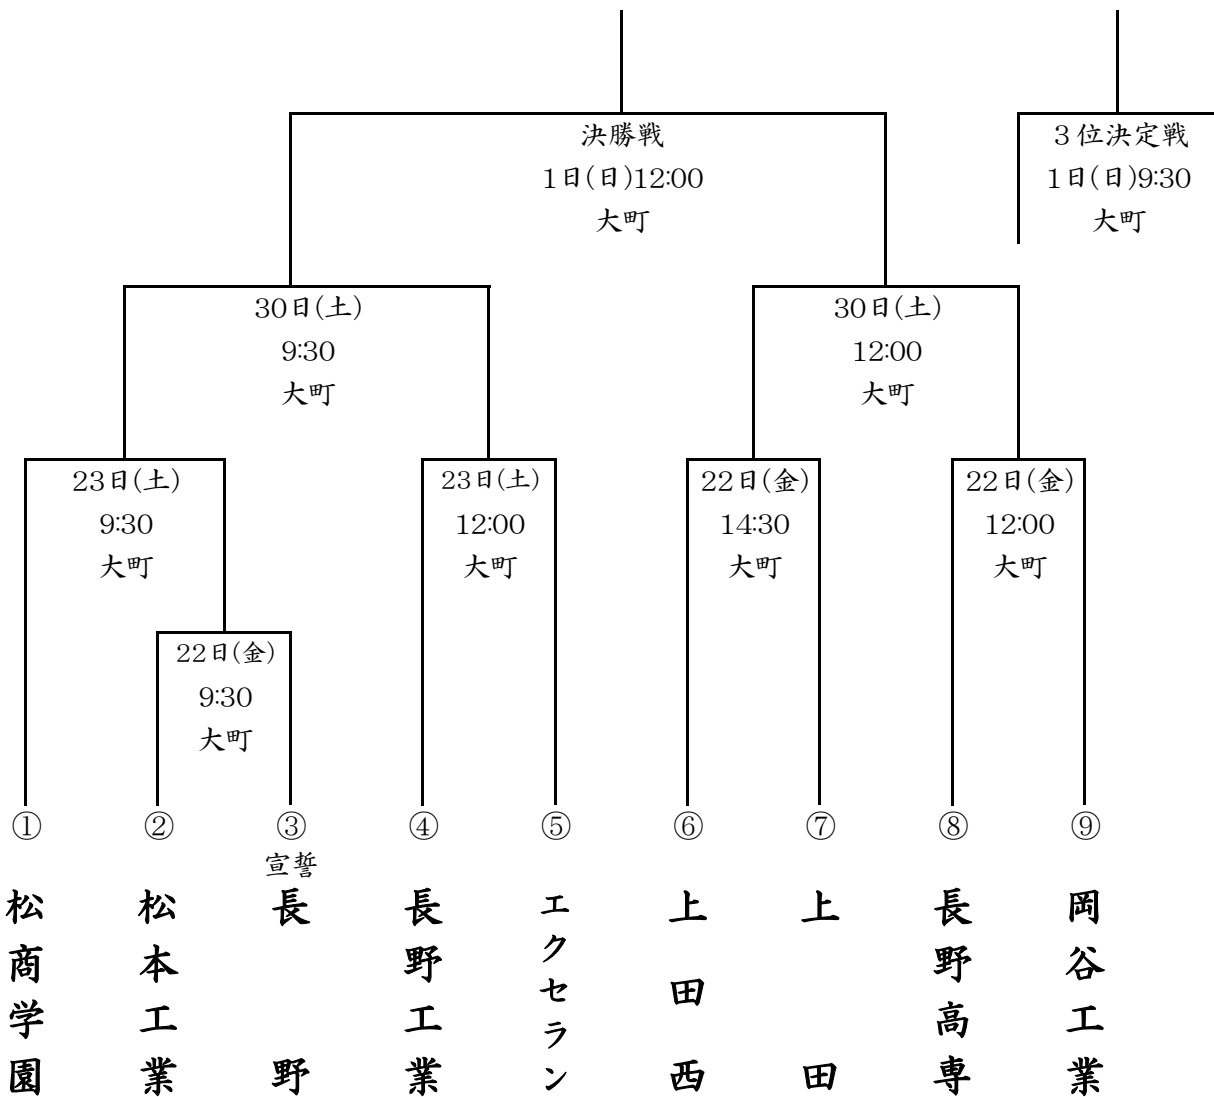 決勝戦
1日(日)12:00
大町
3位決定戦
1日(日)9:30
大町
30日(土)
9:30
大町
30日(土)
12:00
大町
23日(土)
9:30
大町
23日(土)
12:00
大町
22日(金)
14:30
大町
22日(金)
12:00
大町
22日(金)
9:30
大町
①
松商学園
②
松本工業
③
宣誓
長野
④
長野工業
⑤
エクセラン
⑥
上田西
⑦
上田
⑧
長野高専
⑨
岡谷工業